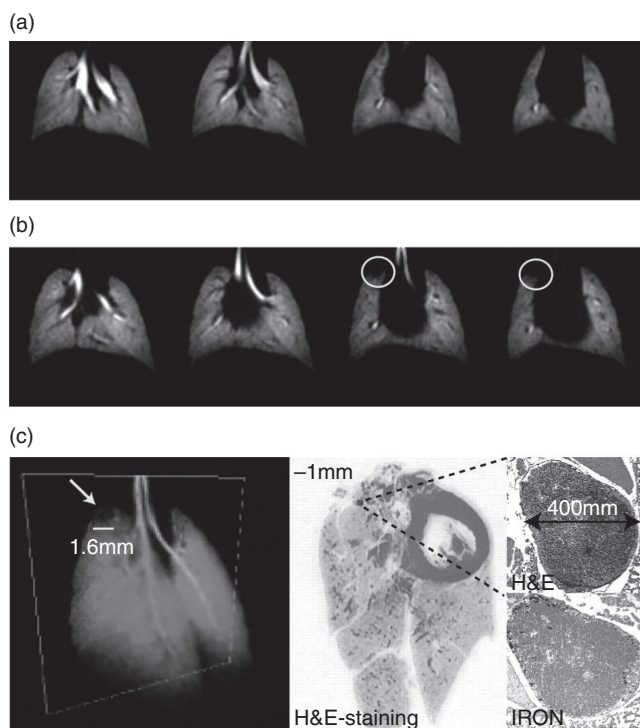 (a)
(b)
(c)
1.6mm
–1mm
H&E-staining
400mm
H&E
IRON